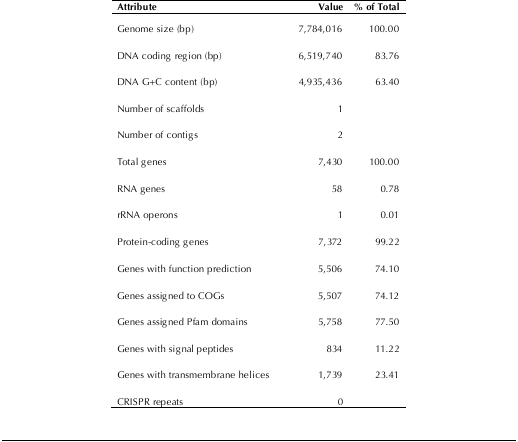 Attribute Value % of Total
Genome size (bp) 7,784,016 100.00
DNA coding region (bp) 6,519,740 83.76
DNA G+C content (bp) 4,935,436 63.40
Number of scaffolds 1
Number of contigs 2
Total genes 7,430 100.00
RNA genes 58 0.78
rRNA operons 1 0.01
Protein-coding genes 7,372 99.22
Genes with function prediction 5,506 74.10
Genes assigned to COGs 5,507 74.12
Genes assigned Pfam domains 5,758 77.50
Genes with signal peptides 834 11.22
Genes with transmembrane helices 1,739 23.41
CRISPR repeats 0